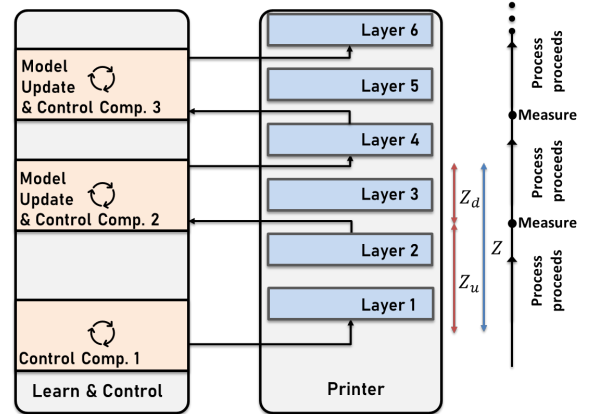 Model
Update
& Control Comp. 3
Model
Update
& Control Comp. 2
Control Comp. 1
Learn & Control
Layer 6
Layer 5
Layer 4
Layer 3
Layer 2
Layer 1
Printer
Z_d
Z_u
Z
Process
proceeds
Measure
Process
proceeds
Measure
Process
proceeds